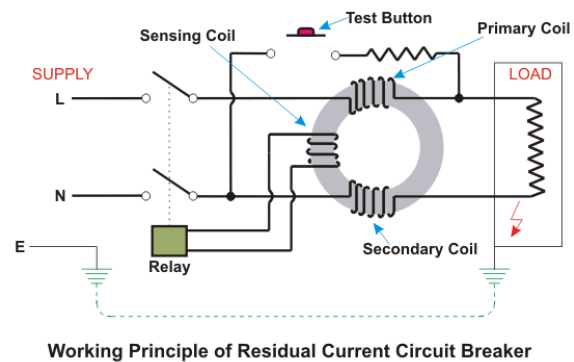 Test Button
Sensing Coil
Primary Coil
SUPPLY
LOAD
L
N
Secondary Coil
E
Relay
Working Principle of Residual Current Circuit Breaker